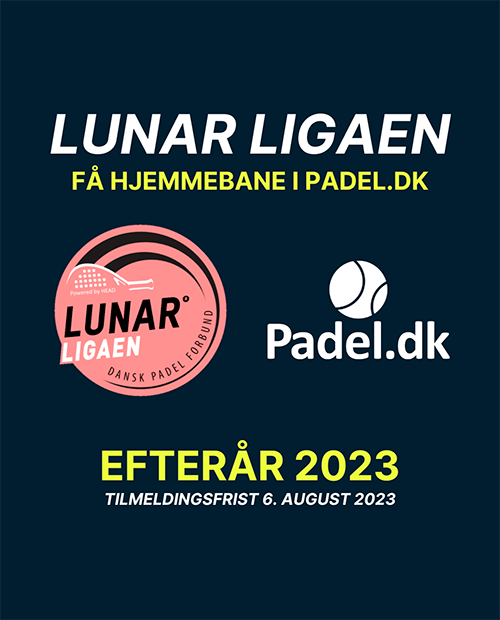 LUNAR LIGAEN
FÅ HJEMMEBANE I PADEL.DK
Powered by HEAD
LUNAR°
LIGAEN
DANSK PADEL FORBUND
Padel.dk
EFTERÅR 2023
TILMELDINGSFRIST 6. AUGUST 2023